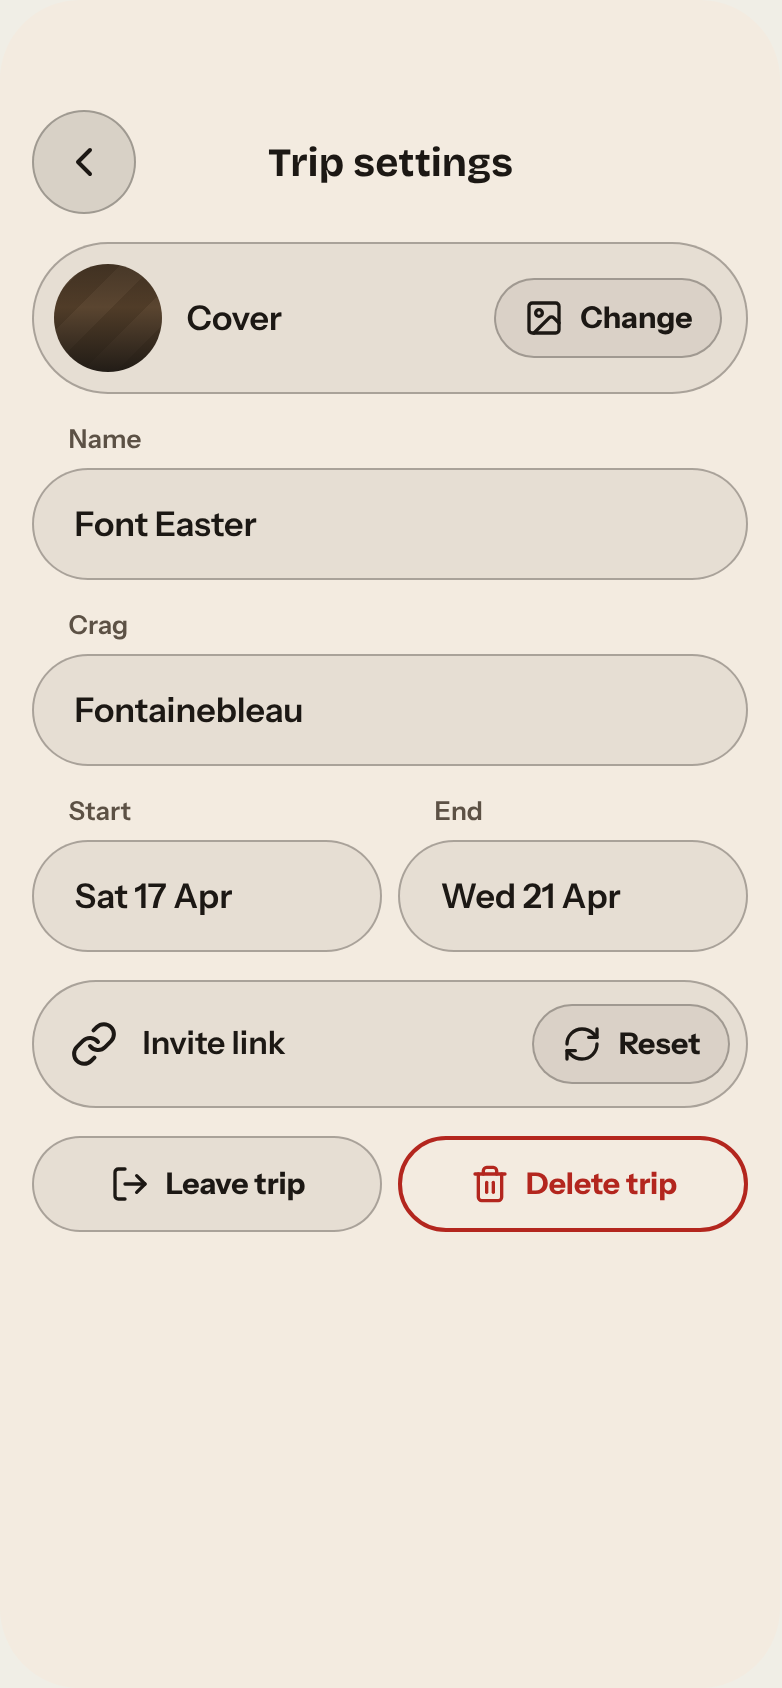 Trip settings
Cover
Change
Name
Font Easter
Crag
Fontainebleau
Start
End
Sat 17 Apr
Wed 21 Apr
Invite link
Reset
Leave trip
Delete trip